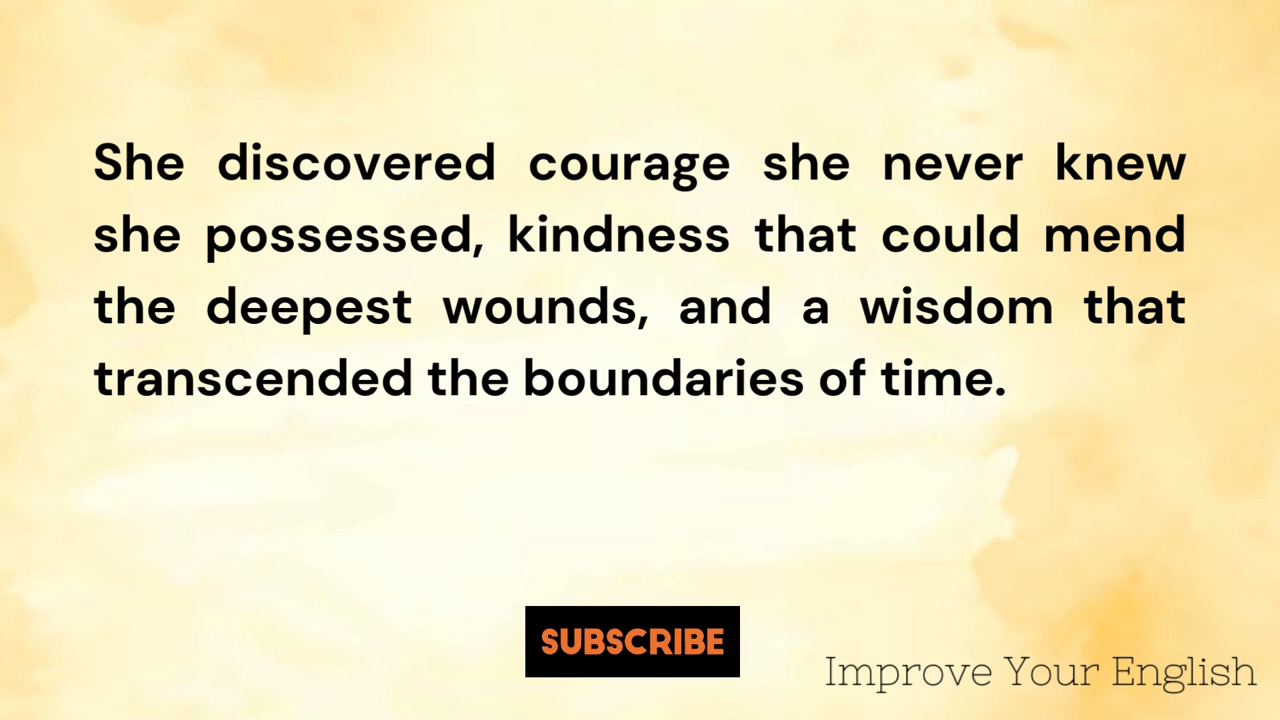 She discovered courage she never knew
she possessed, kindness that could mend
the deepest wounds, and a wisdom that
transcended the boundaries of time.
SUBSCRIBE
Improve Your English